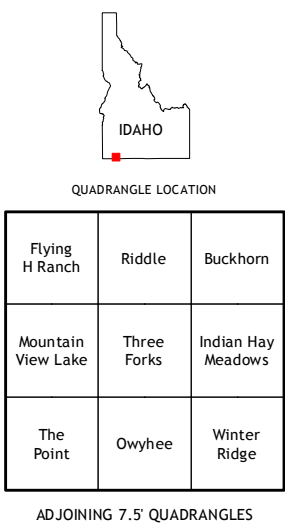 IDAHO
QUADRANGLE LOCATION
Flying
H Ranch
Riddle
Buckhorn
Mountain
View Lake
Three
Forks
Indian Hay
Meadows
The
Point
Owyhee
Winter
Ridge
ADJOINING 7.5' QUADRANGLES